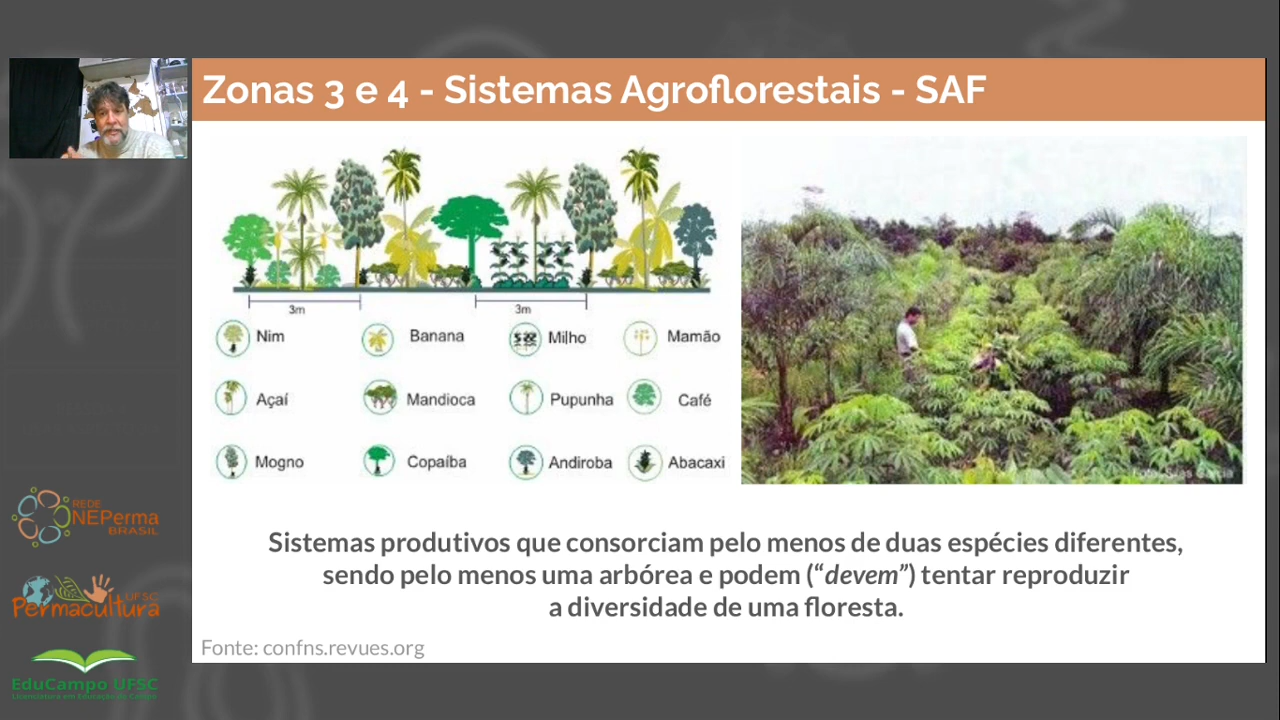 Zonas 3 e 4 - Sistemas Agroflorestais - SAF
3m
3m
Nim
Banana
Milho
Mamão
Açaí
Mandioca
Pupunha
Café
Mogno
Copaíba
Andiroba
Abacaxi
Sistemas produtivos que consorciam pelo menos de duas espécies diferentes,
sendo pelo menos uma arbórea e podem (“devem”) tentar reproduzir
a diversidade de uma floresta.
Fonte: confns.revues.org
REDE
NEPerma
BRASIL
UFSC
Permacultura
EduCampo UFSC
Licenciatura em Educação do Campo